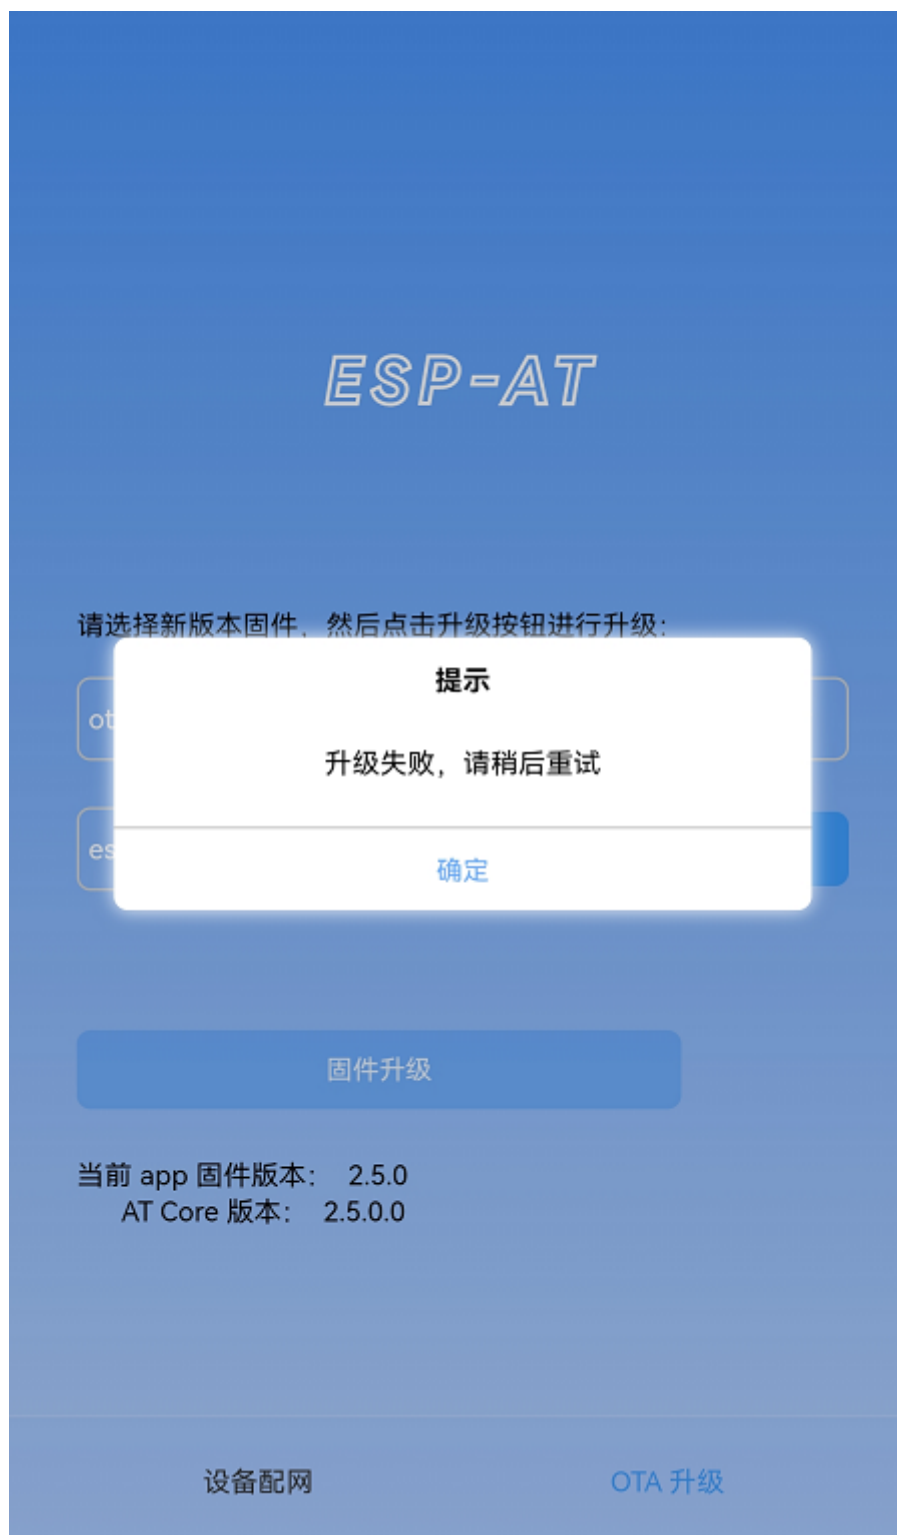 ESP-AT
请选择新版本固件，然后点击升级按钮进行升级：
提示
ot
升级失败，请稍后重试
es
确定
固件升级
当前 app 固件版本： 2.5.0
AT Core 版本： 2.5.0.0
设备配网
OTA 升级